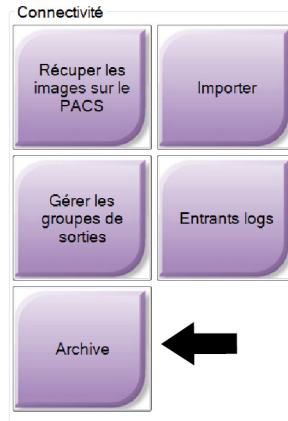 Connectivité
Récuper les
images sur le
PACS
Importer
Gérer les
groupes de
sorties
Entrants logs
Archive